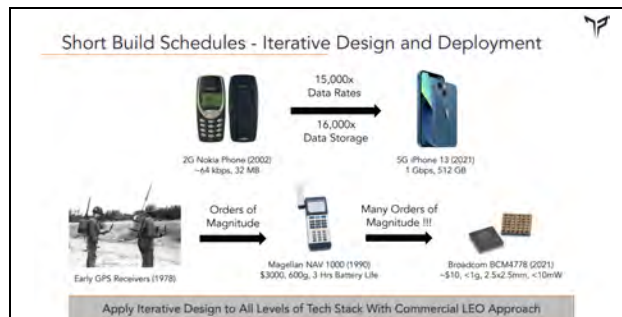 Short Build Schedules - Iterative Design and Deployment
15,000x
Data Rates
16,000x
Data Storage
2G Nokia Phone (2002)
~64 kbps, 32 MB
5G iPhone 13 (2021)
1 Gbps, 512 GB
Orders of
Magnitude
Many Orders of
Magnitude !!!
Early GPS Receivers (1978)
Magellan NAV 1000 (1990)
$3000, 600g, 3 Hrs Battery Life
Broadcom BCM4778 (2021)
~$10, <1g, 2.5x2.5mm, <10mW
Apply Iterative Design to All Levels of Tech Stack With Commercial LEO Approach